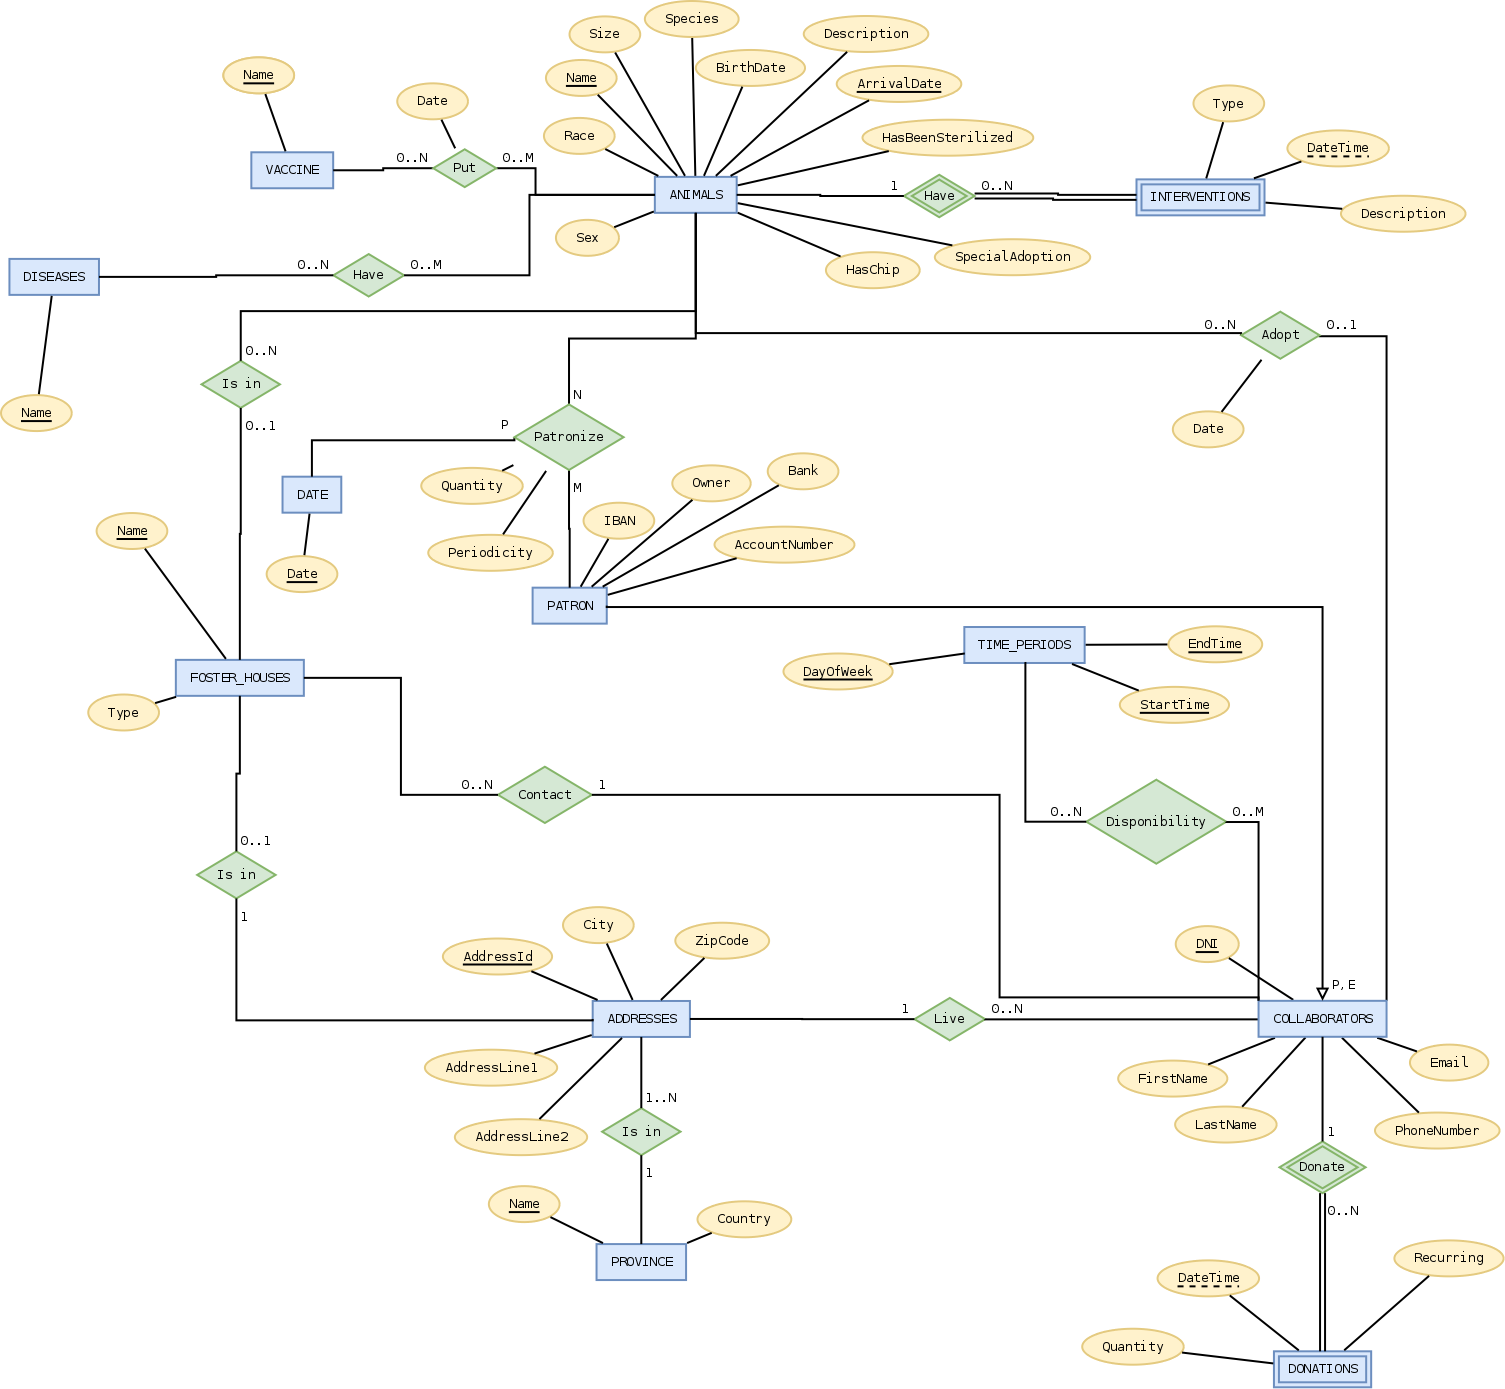 Species
Size
Description
BirthDate
Name
Name
ArrivalDate
Date
Type
Race
HasBeenSterilized
DateTime
0..N
0..M
VACCINE
Put
ANIMALS
1
Have
0..N
INTERVENTIONS
Description
Sex
SpecialAdoption
HasChip
DISEASES
0..N
Have
0..M
0..N
Adopt
0..1
0..N
Is in
N
Name
0..1
P
Patronize
Date
Quantity
M
Owner
Bank
DATE
IBAN
Name
AccountNumber
Periodicity
Date
PATRON
TIME_PERIODS
EndTime
DayOfWeek
FOSTER_HOUSES
StartTime
Type
0..N
Contact
1
0..N
Disponibility
0..M
0..1
Is in
1
City
ZipCode
DNI
AddressId
P, E
ADDRESSES
1
Live
0..N
COLLABORATORS
AddressLine1
Email
FirstName
1..N
LastName
PhoneNumber
AddressLine2
Is in
1
Donate
1
Name
Country
0..N
PROVINCE
Recurring
DateTime
Quantity
DONATIONS